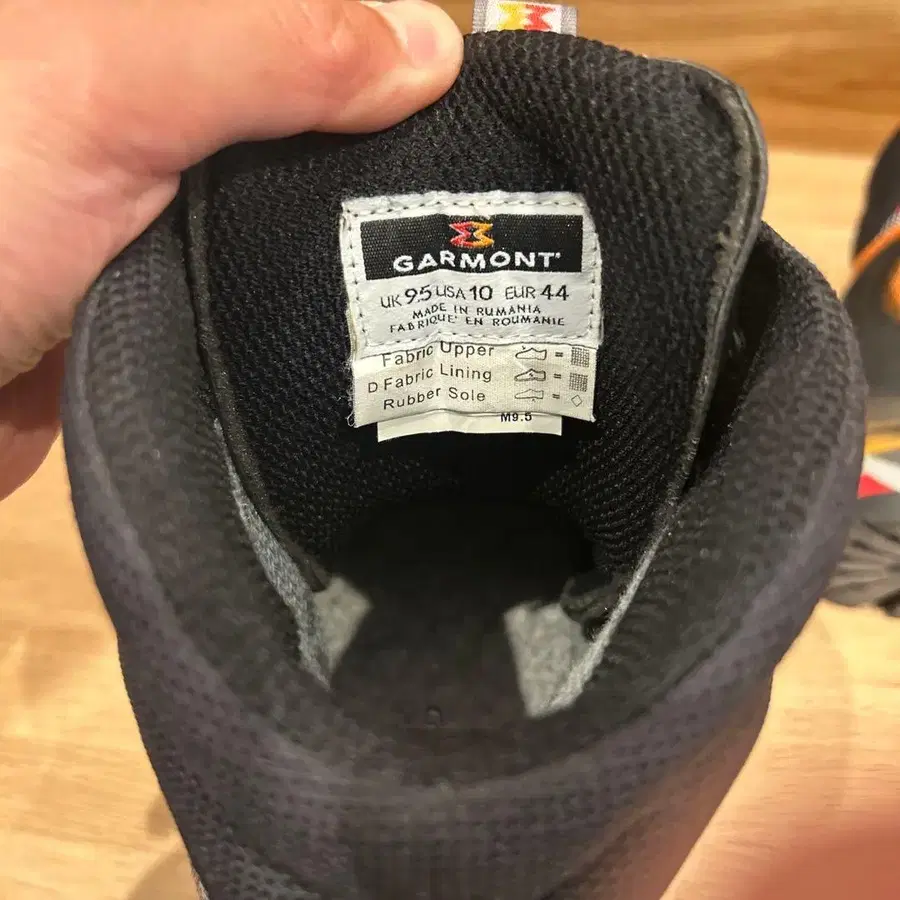 GARMONT
UK 9.5 USA 10 EUR 44
MADE IN RUMANIA
FABRIQUE' EN ROUMANIE
Fabric Upper =
D Fabric Lining =
Rubber Sole =
M9.5